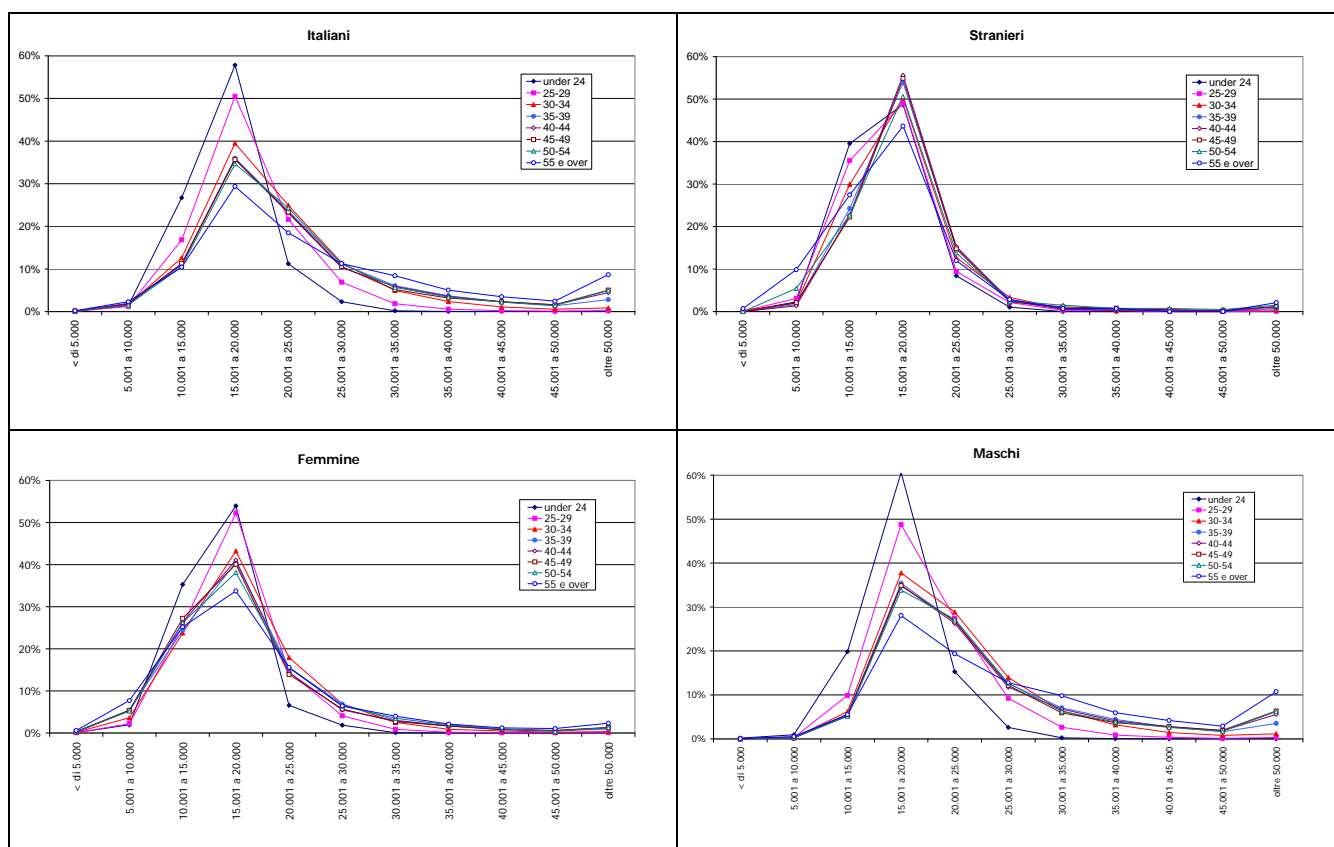 Italiani
60%
50%
40%
30%
20%
10%
0%
under 24
25-29
30-34
35-39
40-44
45-49
50-54
55 e over
< di 5.000
5.001 a 10.000
10.001 a 15.000
15.001 a 20.000
20.001 a 25.000
25.001 a 30.000
30.001 a 35.000
35.001 a 40.000
40.001 a 45.000
45.001 a 50.000
oltre 50.000
Stranieri
60%
50%
40%
30%
20%
10%
0%
under 24
25-29
30-34
35-39
40-44
45-49
50-54
55 e over
< di 5.000
5.001 a 10.000
10.001 a 15.000
15.001 a 20.000
20.001 a 25.000
25.001 a 30.000
30.001 a 35.000
35.001 a 40.000
40.001 a 45.000
45.001 a 50.000
oltre 50.000
Femmine
60%
50%
40%
30%
20%
10%
0%
under 24
25-29
30-34
35-39
40-44
45-49
50-54
55 e over
< di 5.000
5.001 a 10.000
10.001 a 15.000
15.001 a 20.000
20.001 a 25.000
25.001 a 30.000
30.001 a 35.000
35.001 a 40.000
40.001 a 45.000
45.001 a 50.000
oltre 50.000
Maschi
60%
50%
40%
30%
20%
10%
0%
under 24
25-29
30-34
35-39
40-44
45-49
50-54
55 e over
< di 5.000
5.001 a 10.000
10.001 a 15.000
15.001 a 20.000
20.001 a 25.000
25.001 a 30.000
30.001 a 35.000
35.001 a 40.000
40.001 a 45.000
45.001 a 50.000
oltre 50.000